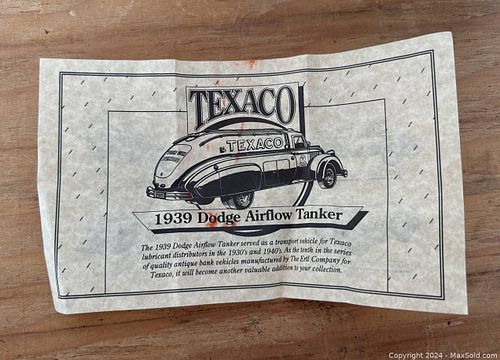 TEXACO
TEXACO
1939 Dodge Airflow Tanker
The 1939 Dodge Airflow Tanker served as a transport vehicle for Texaco
lubricant distributors in the 1930's and 1940's. As the tenth in the series
of quality antique bank vehicles manufactured by The Ertl Company for
Texaco, it will become another valuable addition to your collection.
Copyright © 2024 - MaxSold.com